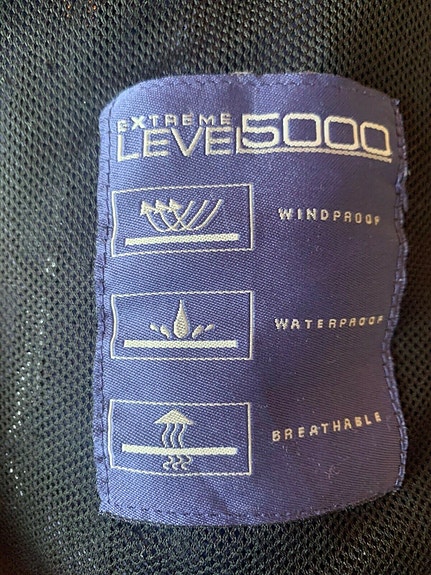 EXTREME
LEVEL5000
WINDPROOF
WATERPROOF
BREATHABLE